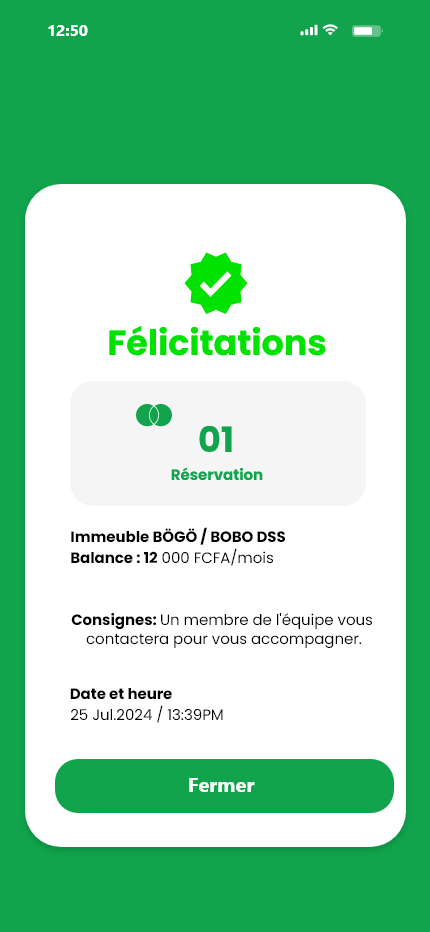 12:50
Félicitations
01
Réservation
Immeuble BÖGÖ / BOBO DSS
Balance : 12 000 FCFA/mois
Consignes: Un membre de l'équipe vous
contactera pour vous accompagner.
Date et heure
25 Jul.2024 / 13:39PM
Fermer